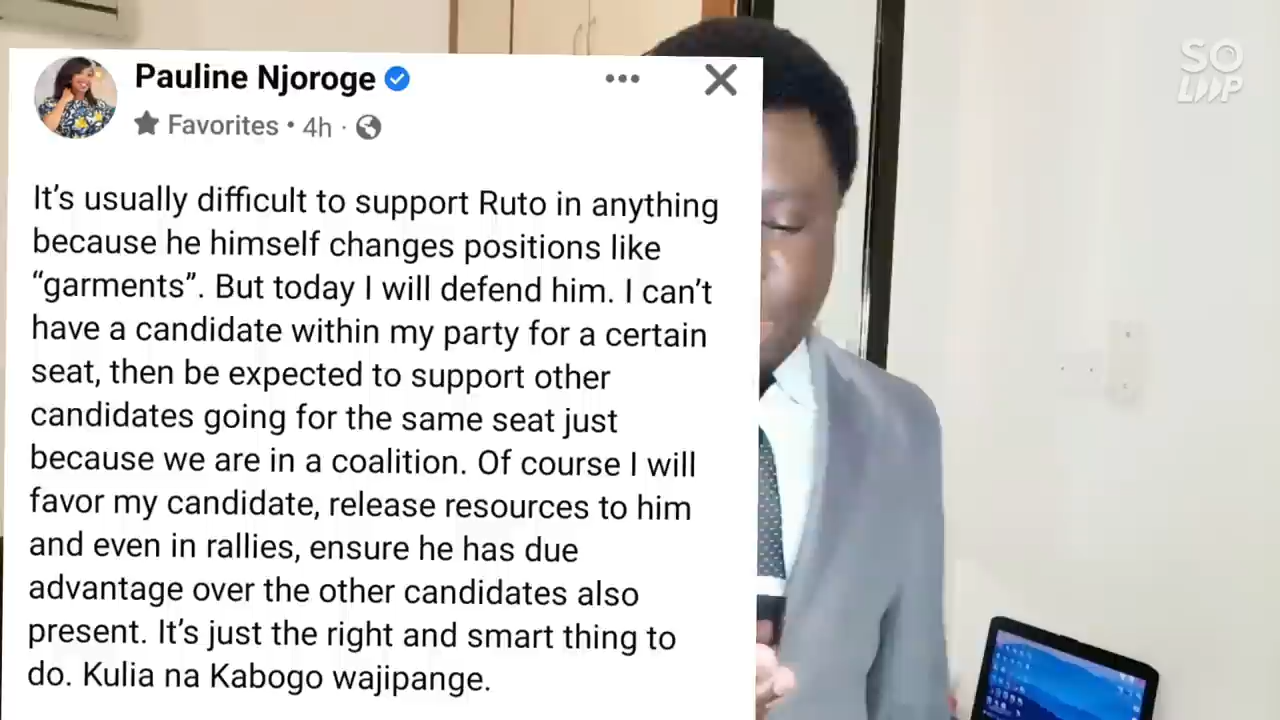 Pauline Njoroge
Favorites • 4h ·
It's usually difficult to support Ruto in anything
because he himself changes positions like
“garments”. But today I will defend him. I can't
have a candidate within my party for a certain
seat, then be expected to support other
candidates going for the same seat just
because we are in a coalition. Of course I will
favor my candidate, release resources to him
and even in rallies, ensure he has due
advantage over the other candidates also
present. It's just the right and smart thing to
do. Kulia na Kabogo wajipange.
SO
LOOP